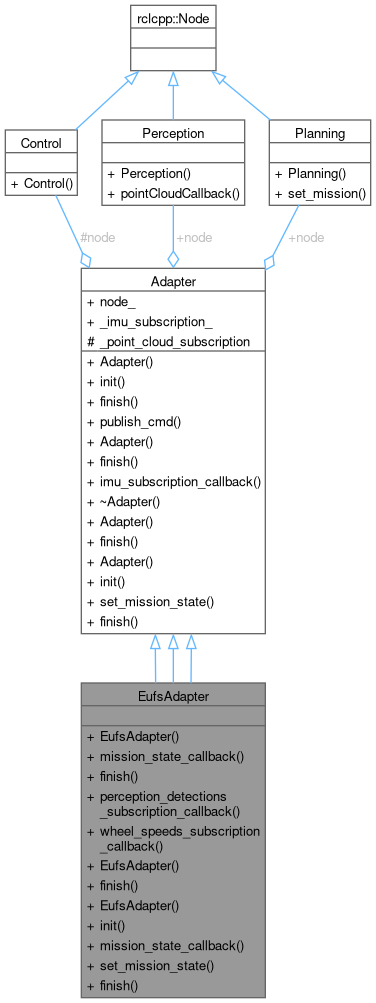 rclcpp::Node
Control
+ Control()
Perception
+ Perception()
+ pointCloudCallback()
Planning
+ Planning()
+ set_mission()
#node
+node
+node
Adapter
+ node_
+ _imu_subscription_
# _point_cloud_subscription
+ Adapter()
+ init()
+ finish()
+ publish_cmd()
+ Adapter()
+ finish()
+ imu_subscription_callback()
+ ~Adapter()
+ Adapter()
+ finish()
+ Adapter()
+ init()
+ set_mission_state()
+ finish()
EufsAdapter
+ EufsAdapter()
+ mission_state_callback()
+ finish()
+ perception_detections
_subscription_callback()
+ wheel_speeds_subscription
_callback()
+ EufsAdapter()
+ finish()
+ EufsAdapter()
+ init()
+ mission_state_callback()
+ set_mission_state()
+ finish()